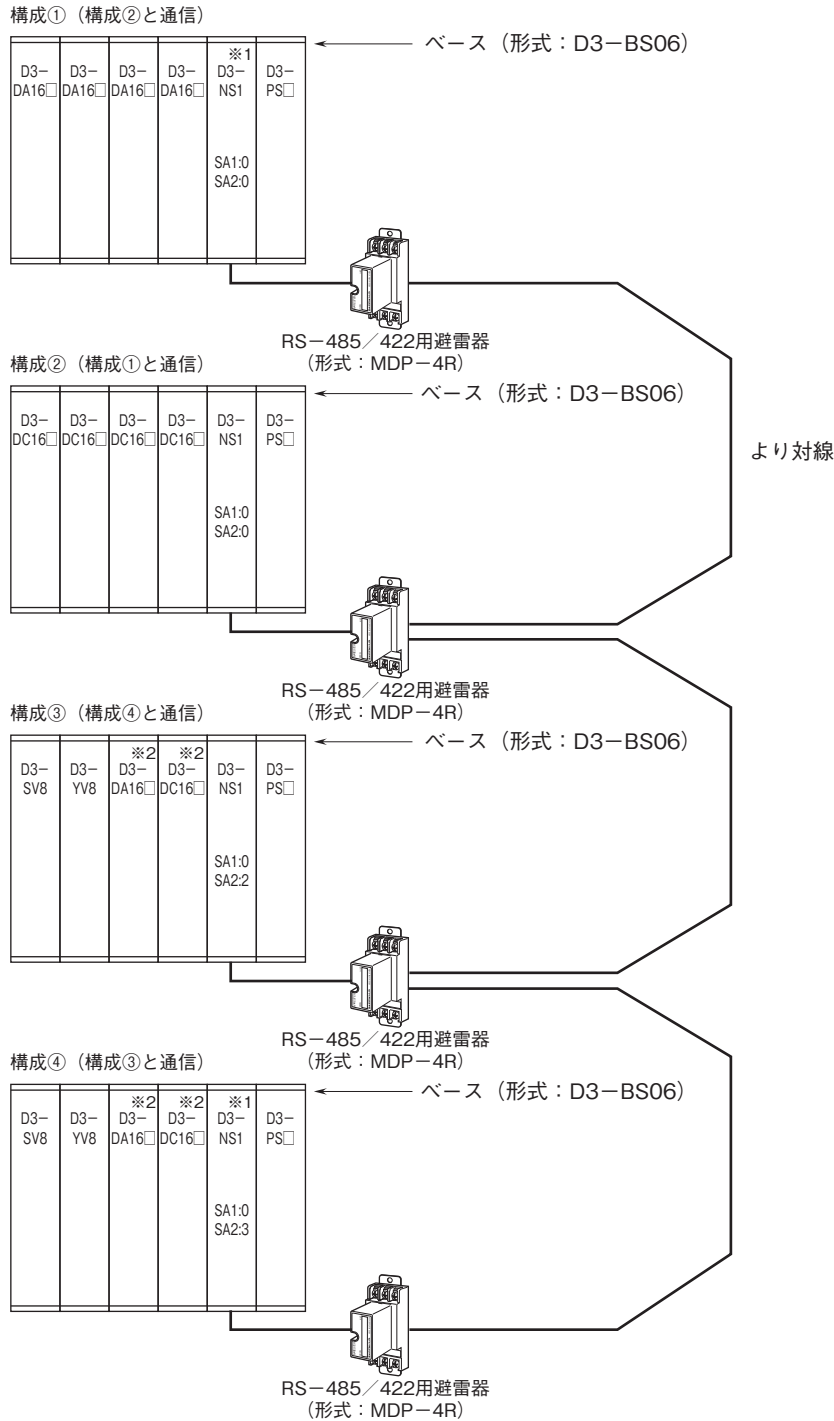 構成①（構成②と通信）
ベース（形式：D3－BS06）
※1
D3－ D3－ D3－ D3－ D3－ D3－
DA16□ DA16□ DA16□ DA16□ NS1 PS□
SA1:0
SA2:0
RS－485／422用避雷器
（形式：MDP－4R）
構成②（構成①と通信）
ベース（形式：D3－BS06）
D3－ D3－ D3－ D3－ D3－ D3－
DC16□ DC16□ DC16□ DC16□ NS1 PS□
より対線
SA1:0
SA2:0
RS－485／422用避雷器
（形式：MDP－4R）
構成③（構成④と通信）
ベース（形式：D3－BS06）
※2 ※2
D3－ D3－ D3－ D3－ D3－ D3－
SV8 YV8 DA16□ DC16□ NS1 PS□
SA1:0
SA2:2
RS－485／422用避雷器
（形式：MDP－4R）
構成④（構成③と通信）
ベース（形式：D3－BS06）
※2 ※2 ※1
D3－ D3－ D3－ D3－ D3－ D3－
SV8 YV8 DA16□ DC16□ NS1 PS□
SA1:0
SA2:3
RS－485／422用避雷器
（形式：MDP－4R）